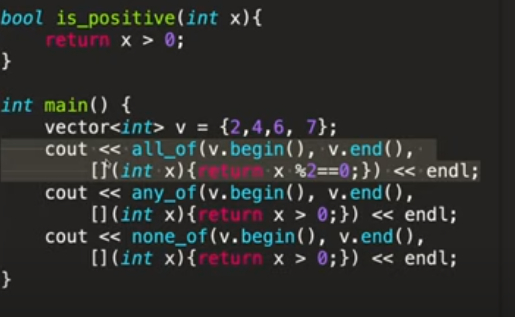 bool is_positive(int x){
    return x > 0;
}
int main() {
    vector<int> v = {2,4,6, 7};
    cout << all_of(v.begin(), v.end(),
        [](int x){return x %2==0;}) << endl;
    cout << any_of(v.begin(), v.end(),
        [](int x){return x > 0;}) << endl;
    cout << none_of(v.begin(), v.end(),
        [](int x){return x > 0;}) << endl;
}